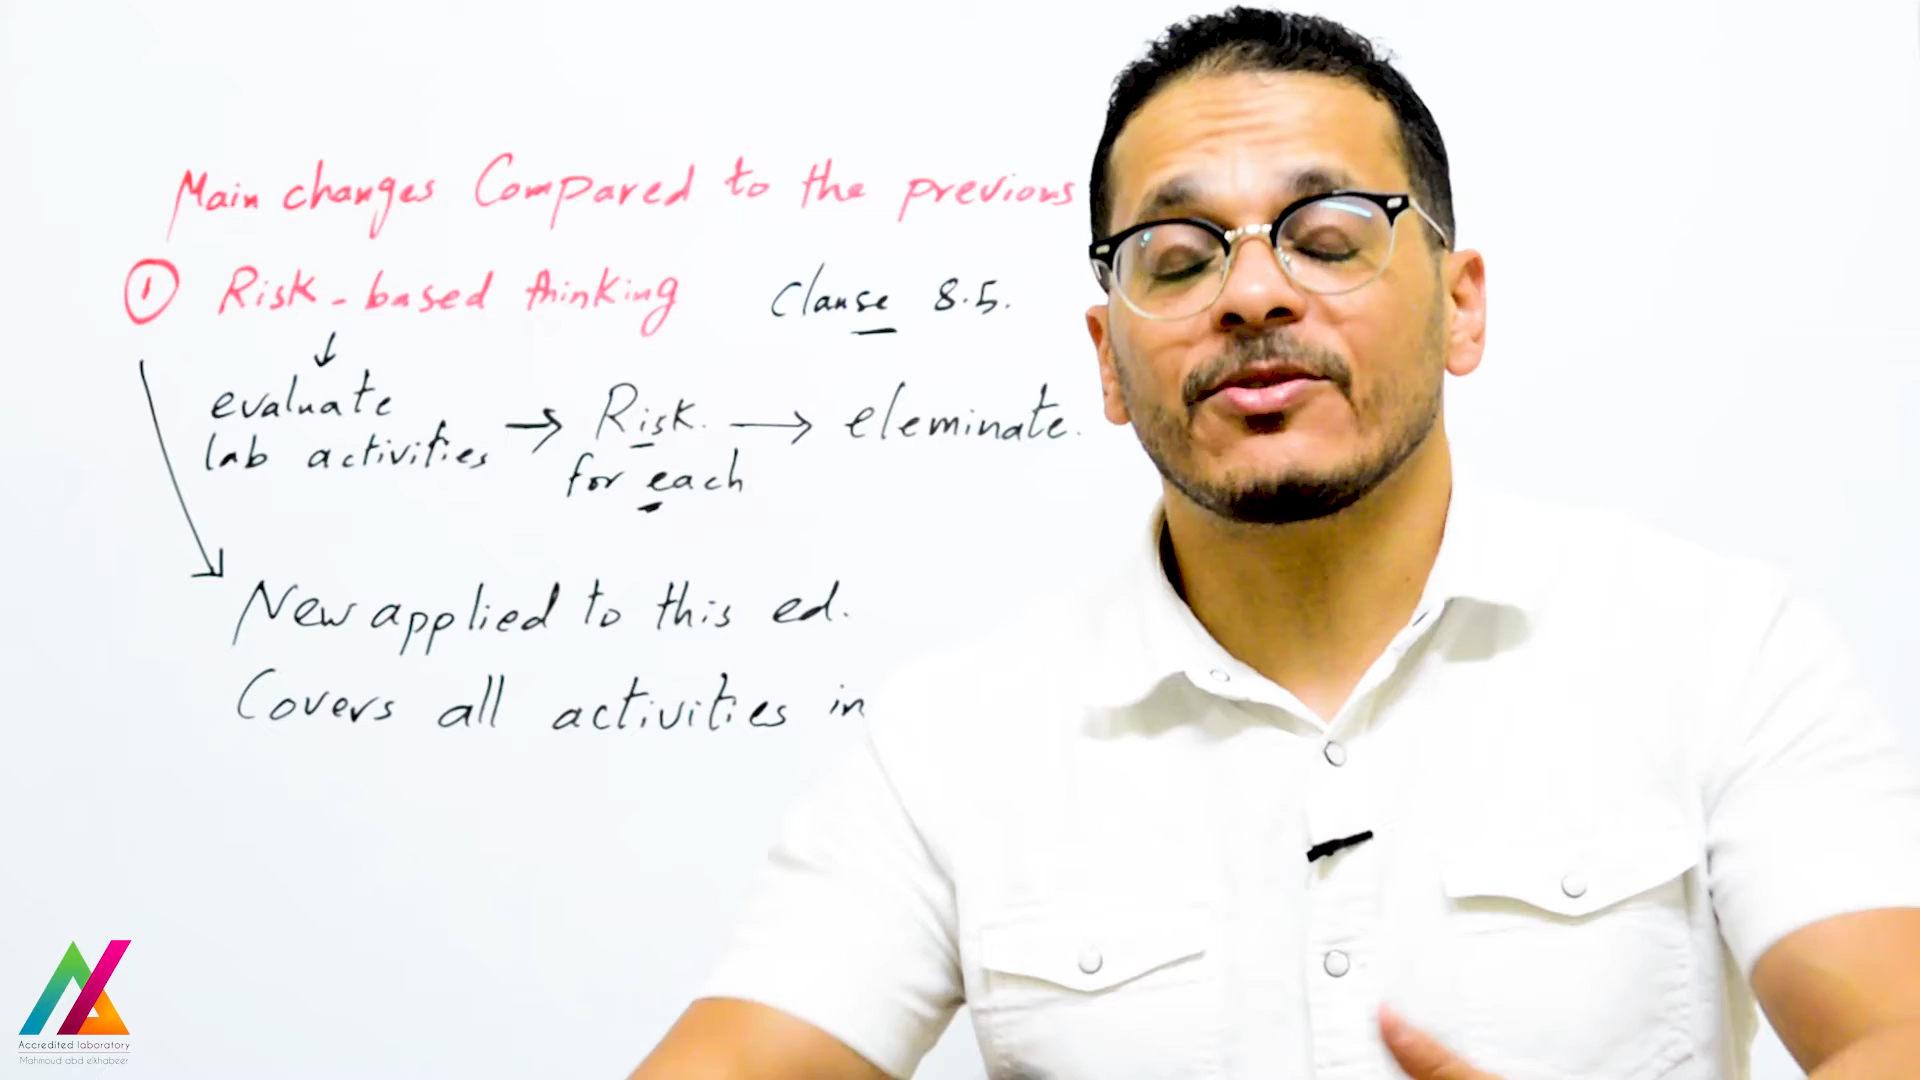 Main changes Compared to the previous
1 Risk-based thinking Clause 8.5.
evaluate
lab activities → Risk. → eleminate.
for each
New applied to this ed.
Covers all activities in
Accredited laboratory
Mahmoud abd elkhabeer